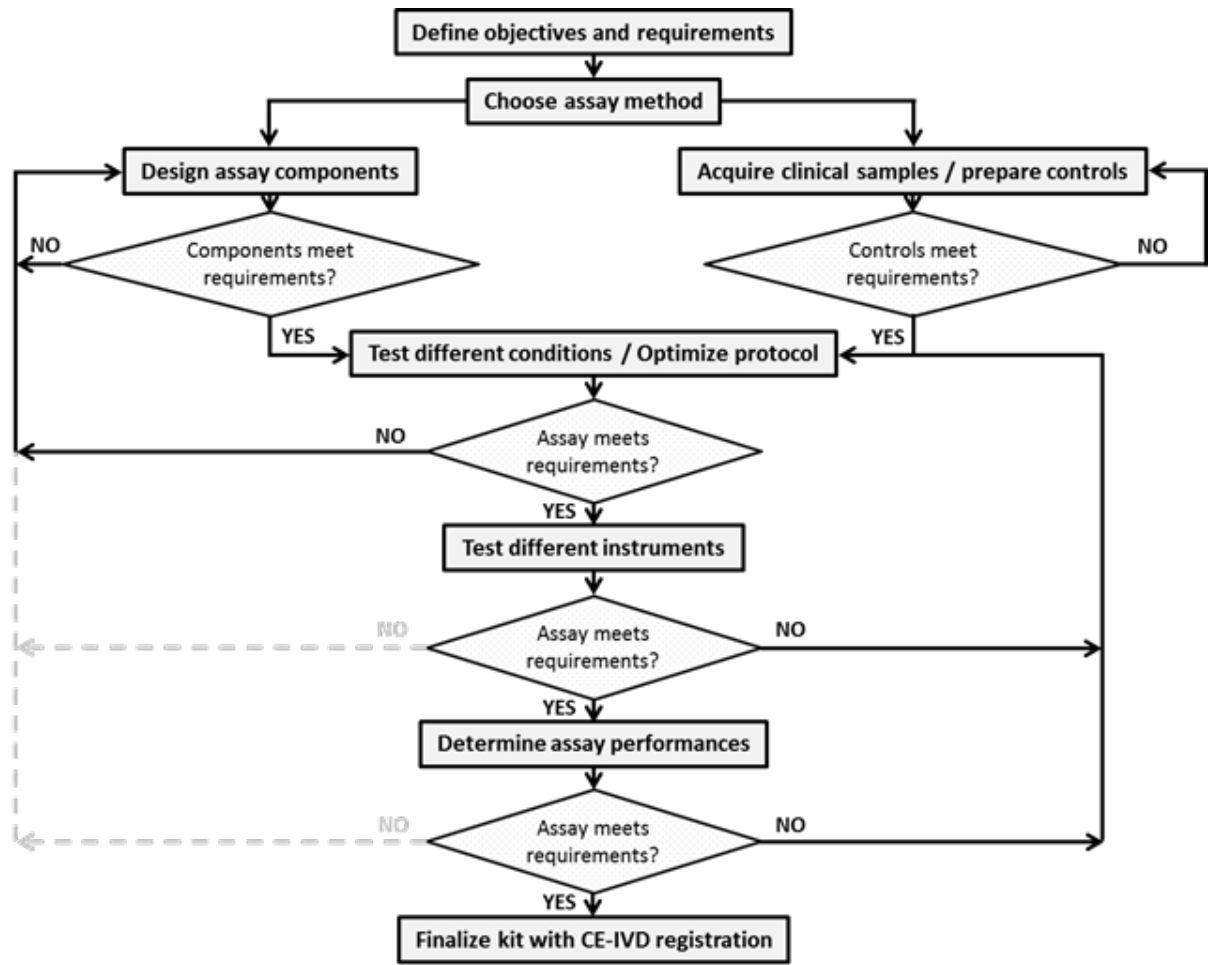 Define objectives and requirements
Choose assay method
Design assay components
Acquire clinical samples / prepare controls
NO
Components meet
requirements?
Controls meet
requirements?
NO
YES
Test different conditions / Optimize protocol
YES
NO
Assay meets
requirements?
YES
Test different instruments
NO
Assay meets
requirements?
NO
YES
Determine assay performances
NO
Assay meets
requirements?
NO
YES
Finalize kit with CE-IVD registration